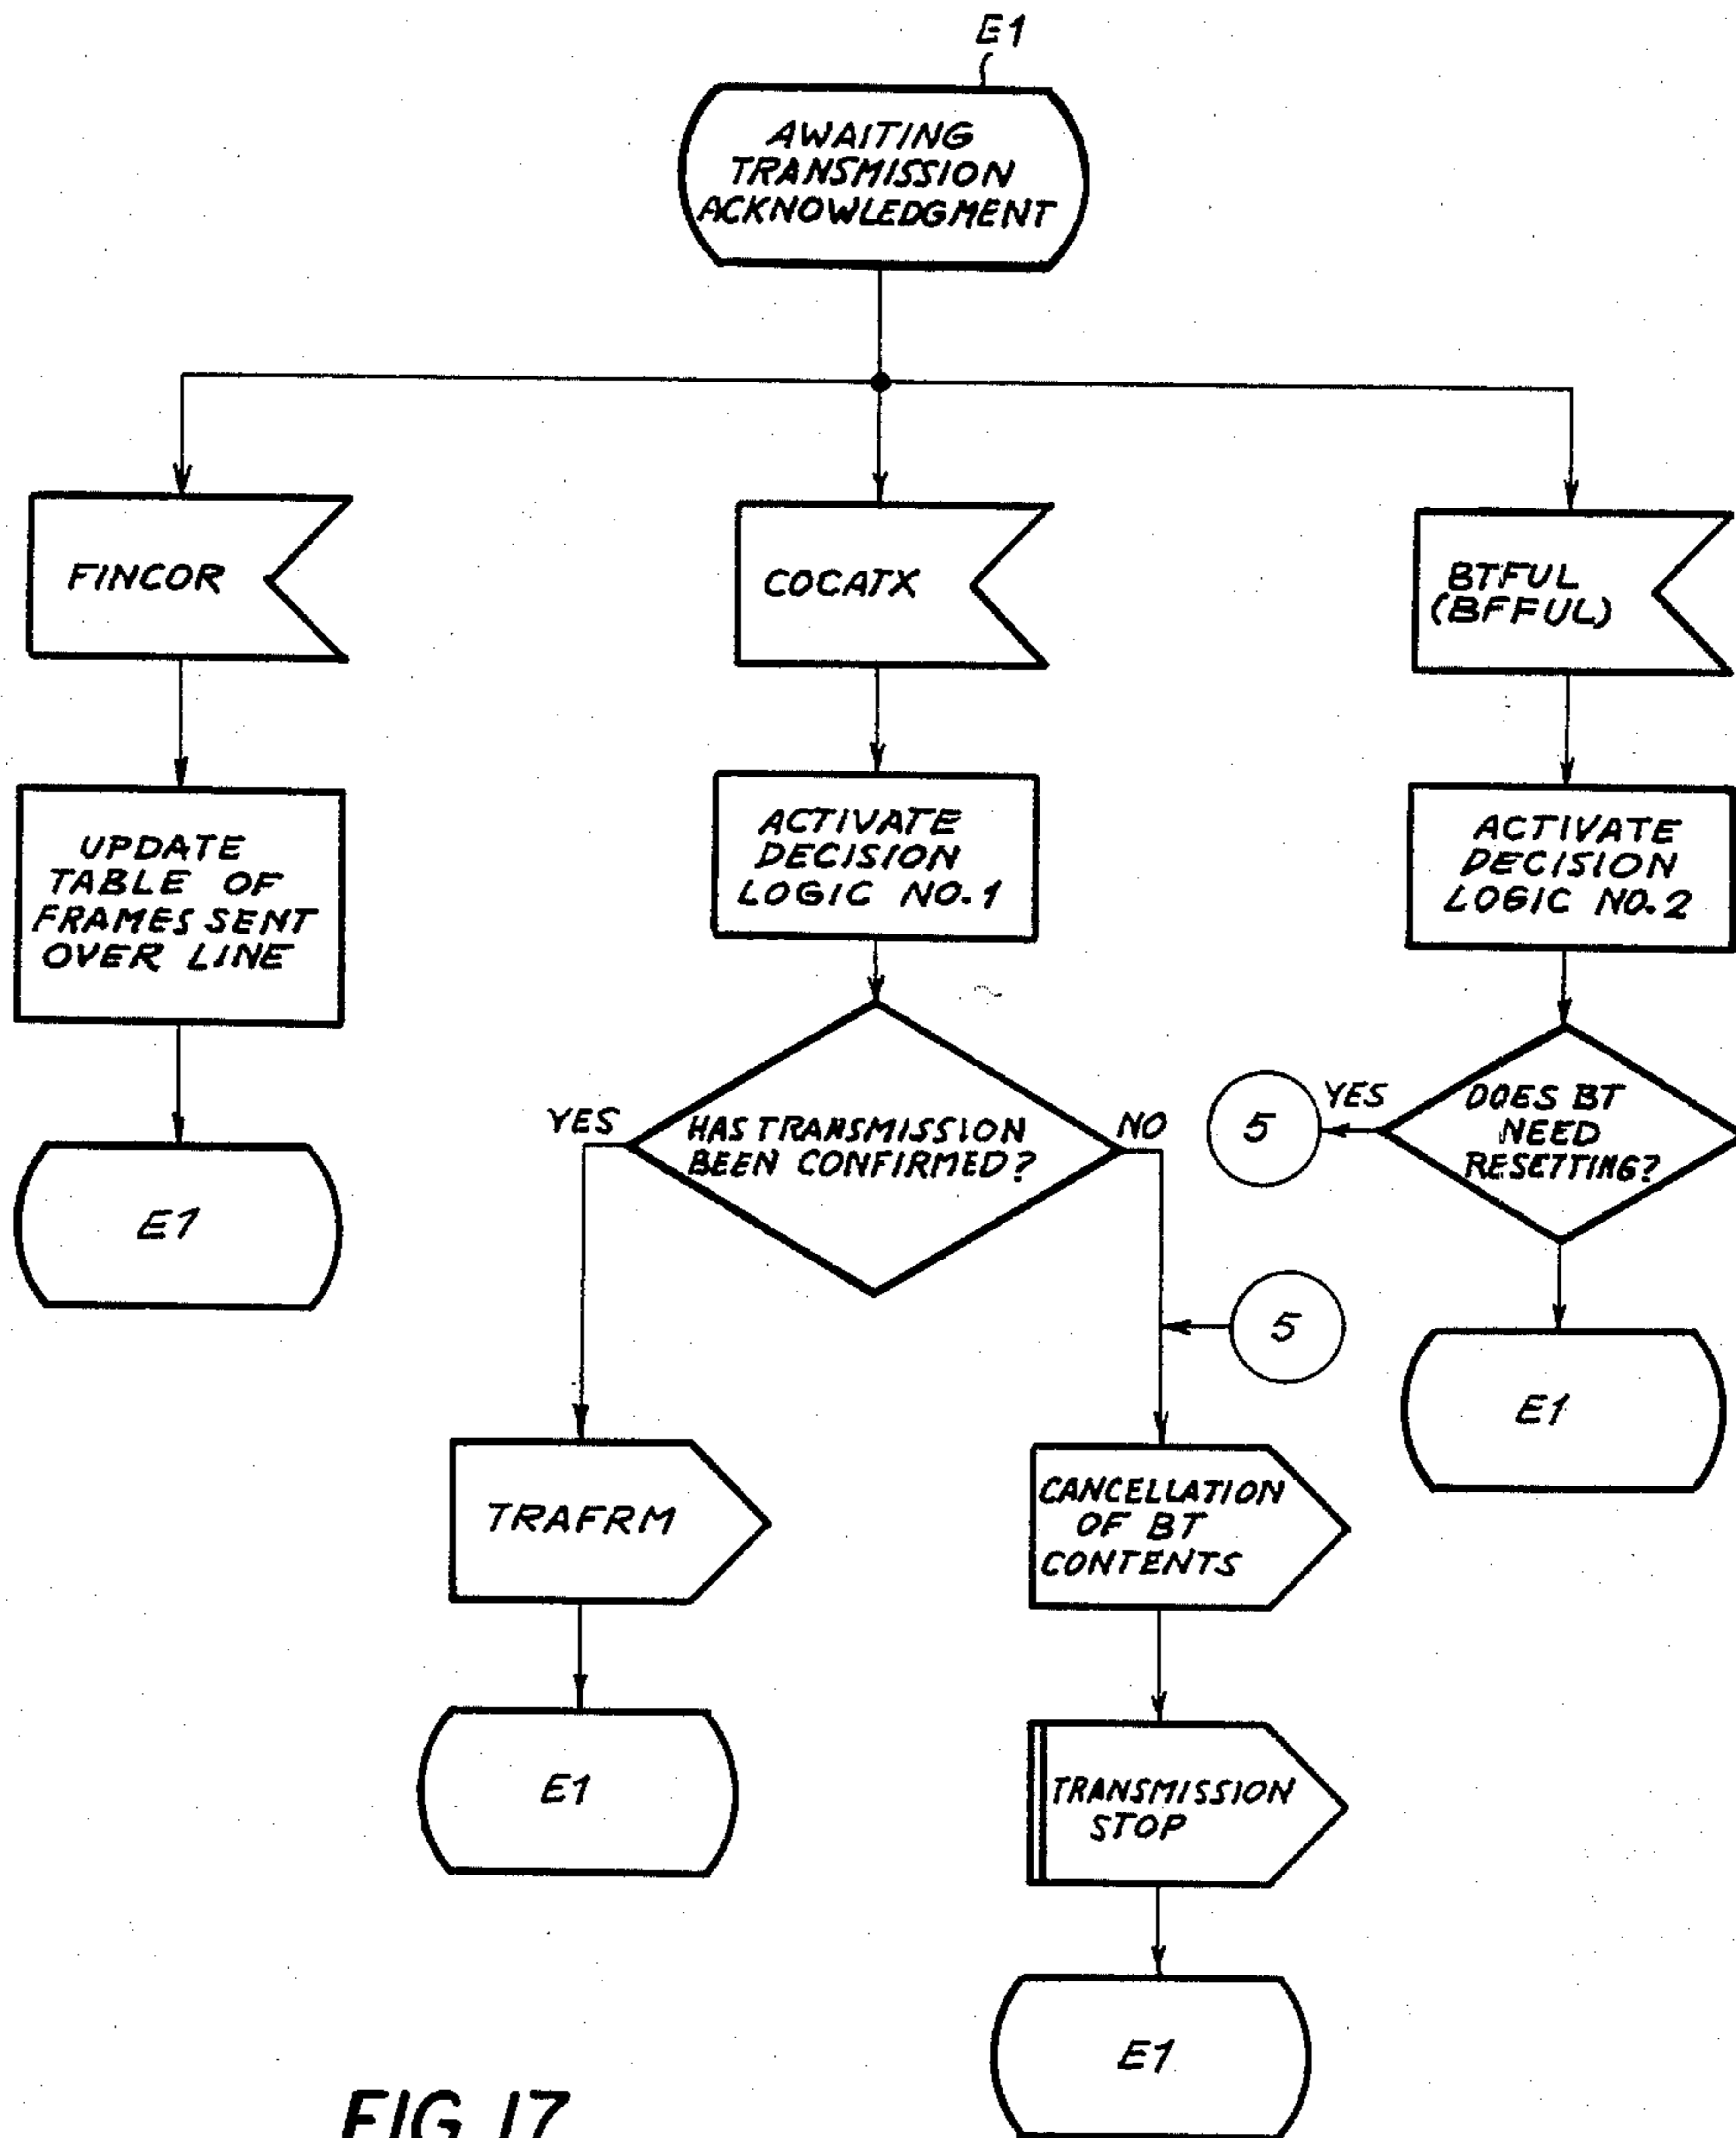 E1
AWAITING
TRANSMISSION
ACKNOWLEDGMENT
FINCOR
COCATX
BTFUL
(BFFUL)
UPDATE
TABLE OF
FRAMES SENT
OVER LINE
ACTIVATE
DECISION
LOGIC NO.1
ACTIVATE
DECISION
LOGIC NO.2
E1
YES
HAS TRANSMISSION
BEEN CONFIRMED?
NO
5
YES
DOES BT
NEED
RESETTING?
5
E1
TRAFRM
CANCELLATION
OF BT
CONTENTS
E1
TRANSMISSION
STOP
E1
FIG. 17